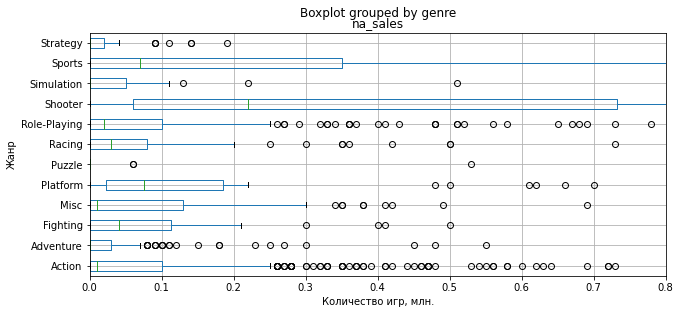 Boxplot grouped by genre
na_sales
Strategy
Sports
Simulation
Shooter
Role-Playing
Racing
Puzzle
Platform
Misc
Fighting
Adventure
Action
Жанр
0.0 0.1 0.2 0.3 0.4 0.5 0.6 0.7 0.8
Количество игр, млн.